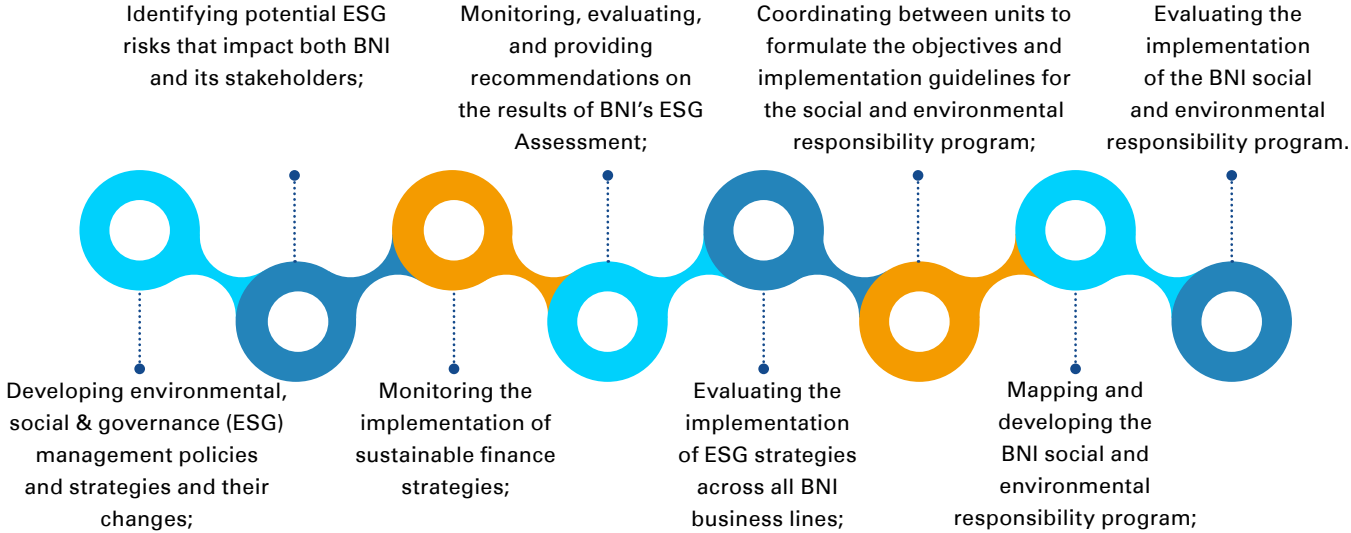 Identifying potential ESG
risks that impact both BNI
and its stakeholders;
Monitoring, evaluating,
and providing
recommendations on
the results of BNI's ESG
Assessment;
Coordinating between units to
formulate the objectives and
implementation guidelines for
the social and environmental
responsibility program;
Evaluating the
implementation
of the BNI social
and environmental
responsibility program.
Developing environmental,
social & governance (ESG)
management policies
and strategies and their
changes;
Monitoring the
implementation of
sustainable finance
strategies;
Evaluating the
implementation
of ESG strategies
across all BNI
business lines;
Mapping and
developing the
BNI social and
environmental
responsibility program;